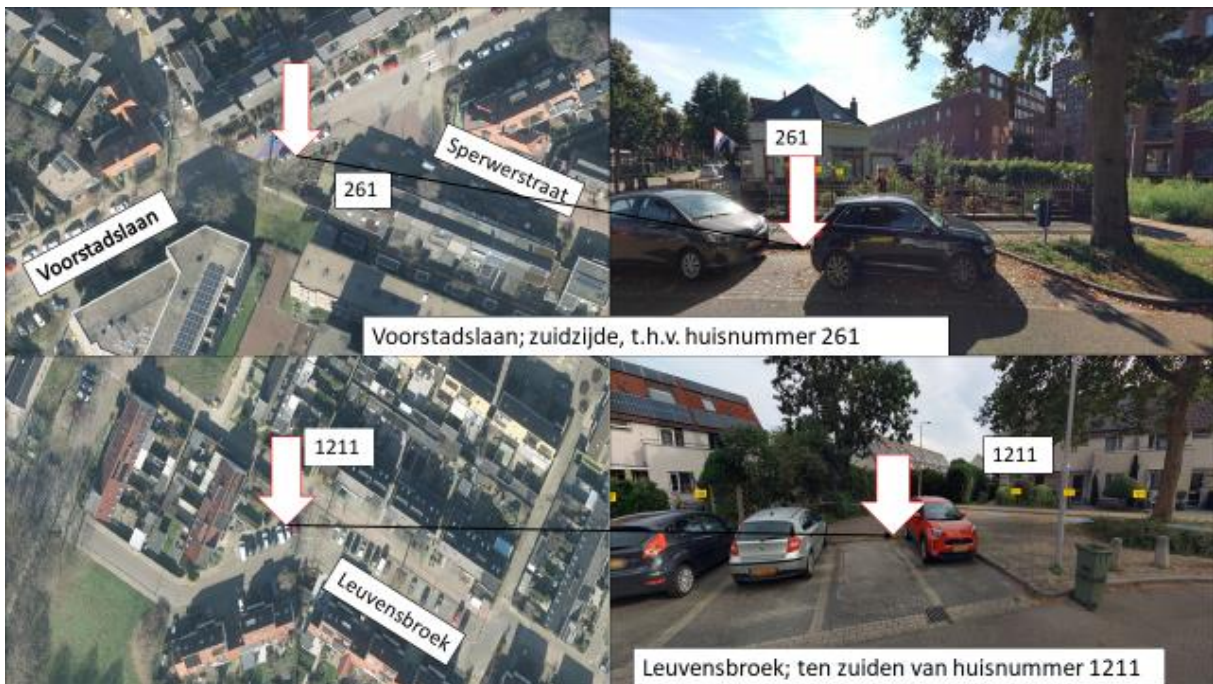 261
261
Sperwerstraat
Voorstadslaan
Voorstadslaan; zuidzijde, t.h.v. huisnummer 261
1211
1211
Leuvensbroek
Leuvensbroek; ten zuiden van huisnummer 1211